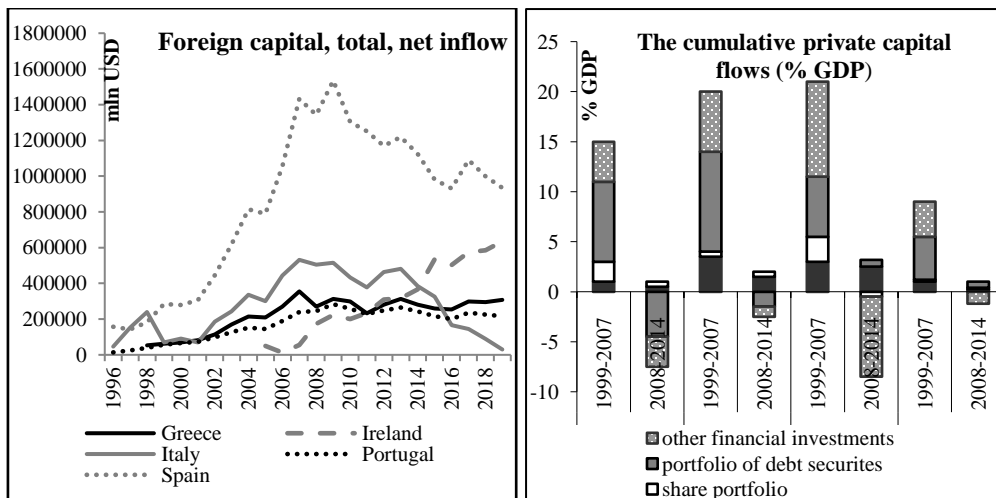 Foreign capital, total, net inflow
mln USD
1800000
1600000
1400000
1200000
1000000
800000
600000
400000
200000
0
1996
1998
2000
2002
2004
2006
2008
2010
2012
2014
2016
2018
Greece
Ireland
Italy
Portugal
Spain
The cumulative private capital
flows (% GDP)
% GDP
25
20
15
10
5
0
-5
-10
1999-2007
2008-2014
1999-2007
2008-2014
1999-2007
2008-2014
1999-2007
2008-2014
other financial investments
portfolio of debt securites
share portfolio